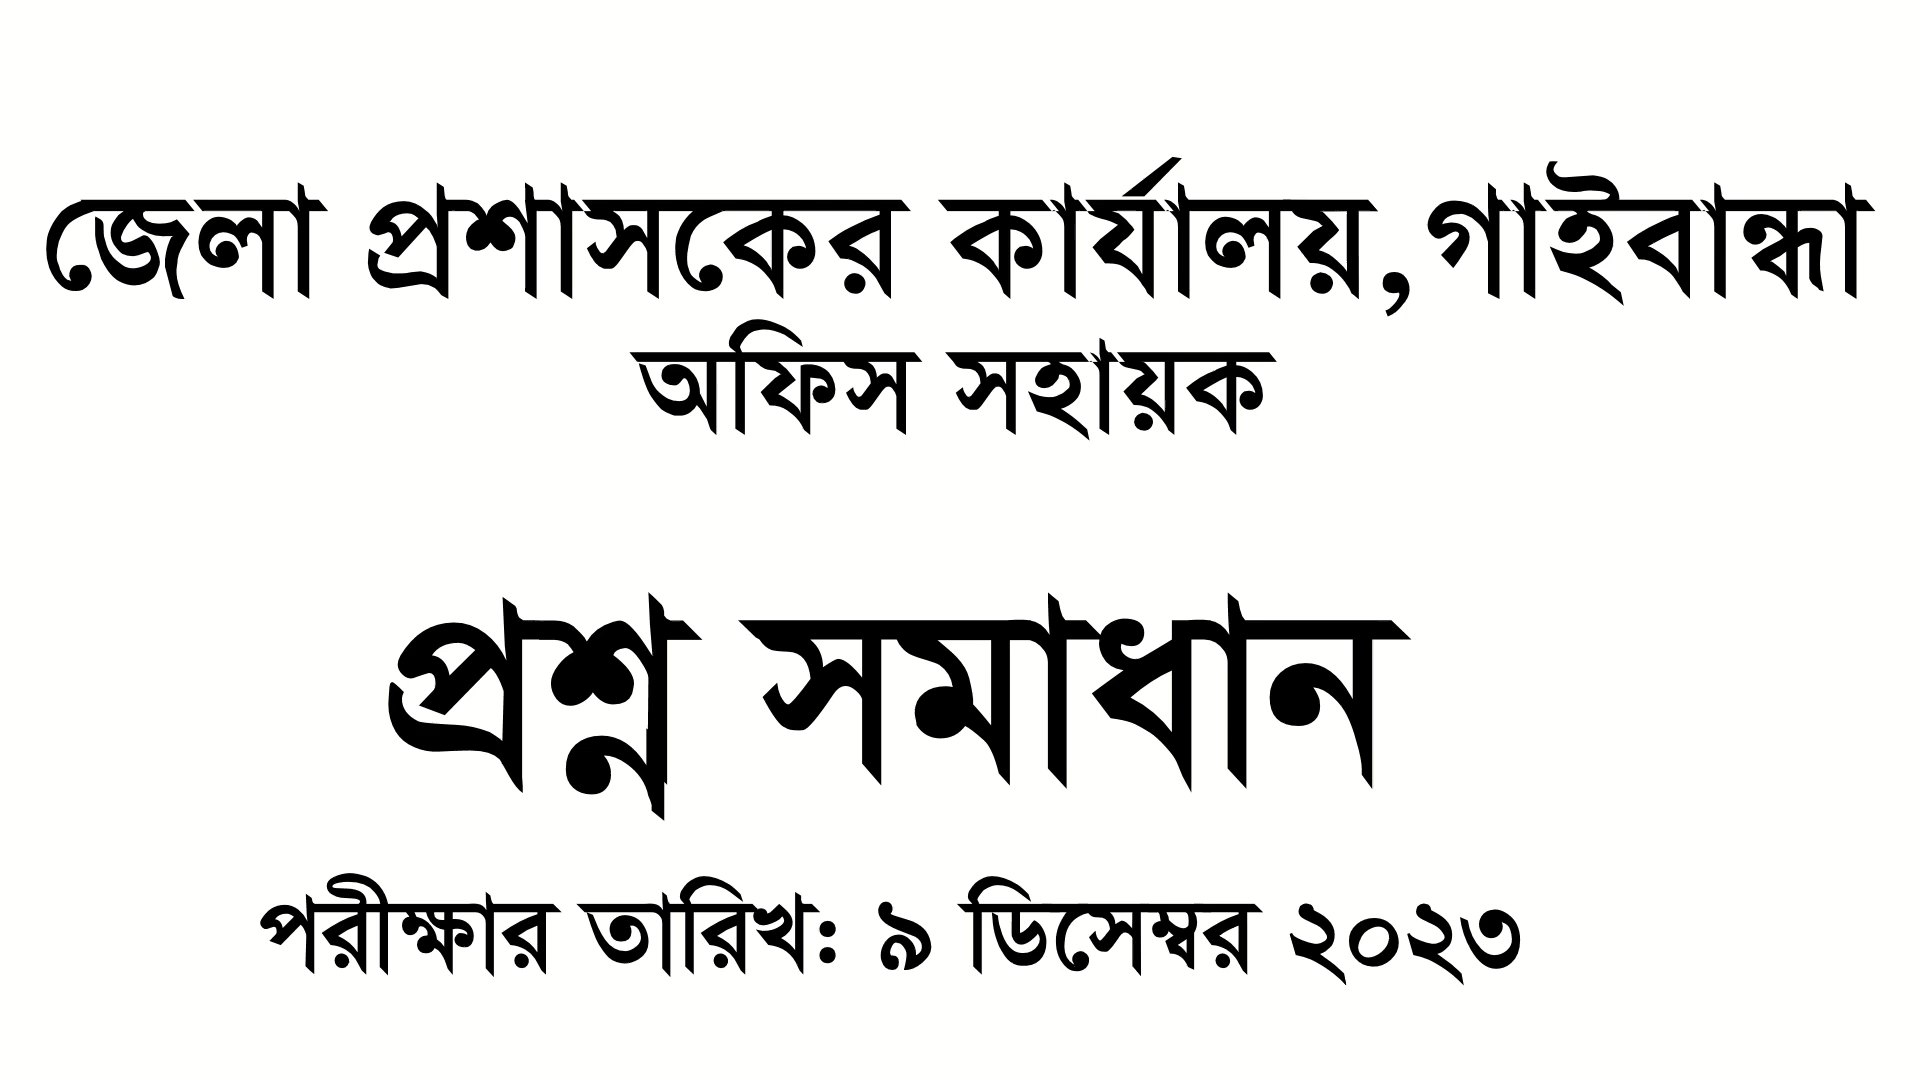 জেলা প্রশাসকের কার্যালয়,গাইবান্ধা
অফিস সহায়ক
প্রশ্ন সমাধান
পরীক্ষার তারিখ: ৯ ডিসেম্বর ২০২৩